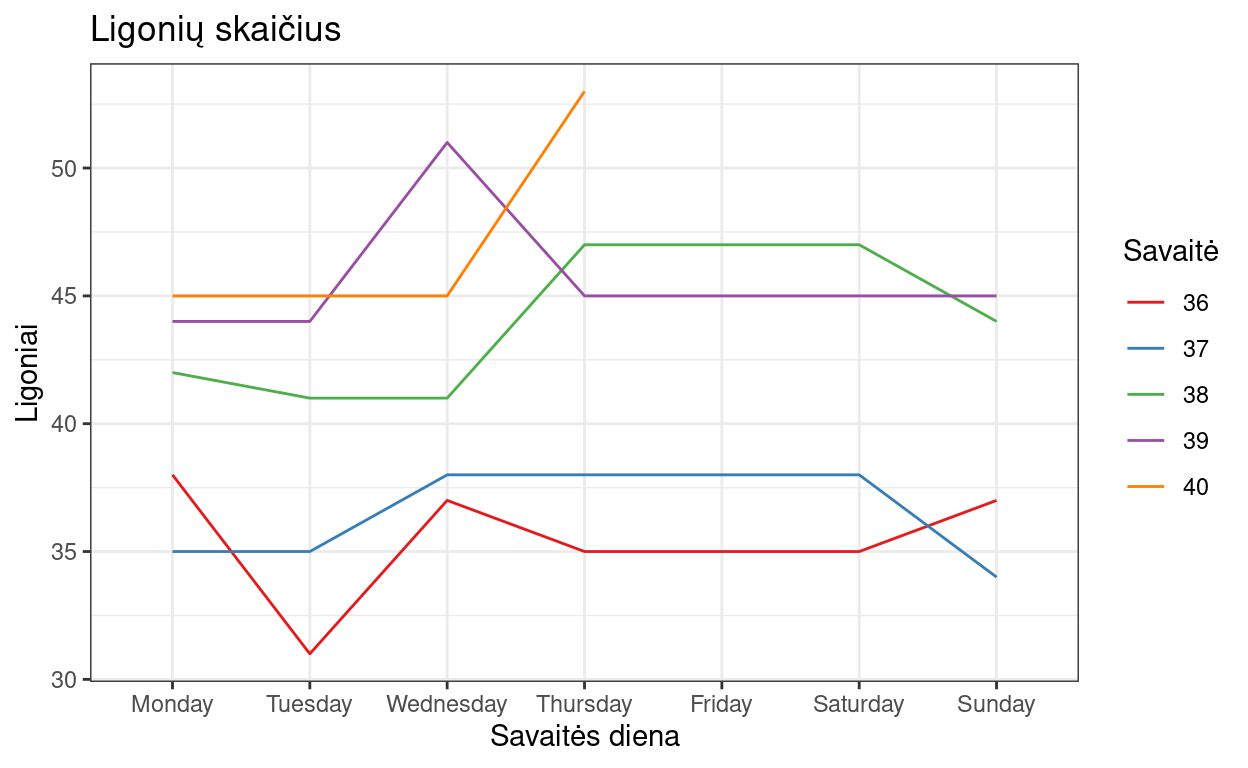 Ligonių skaičius
Ligoniai
50
45
40
35
30
Monday Tuesday Wednesday Thursday Friday Saturday Sunday
Savaitės diena
Savaitė
36
37
38
39
40